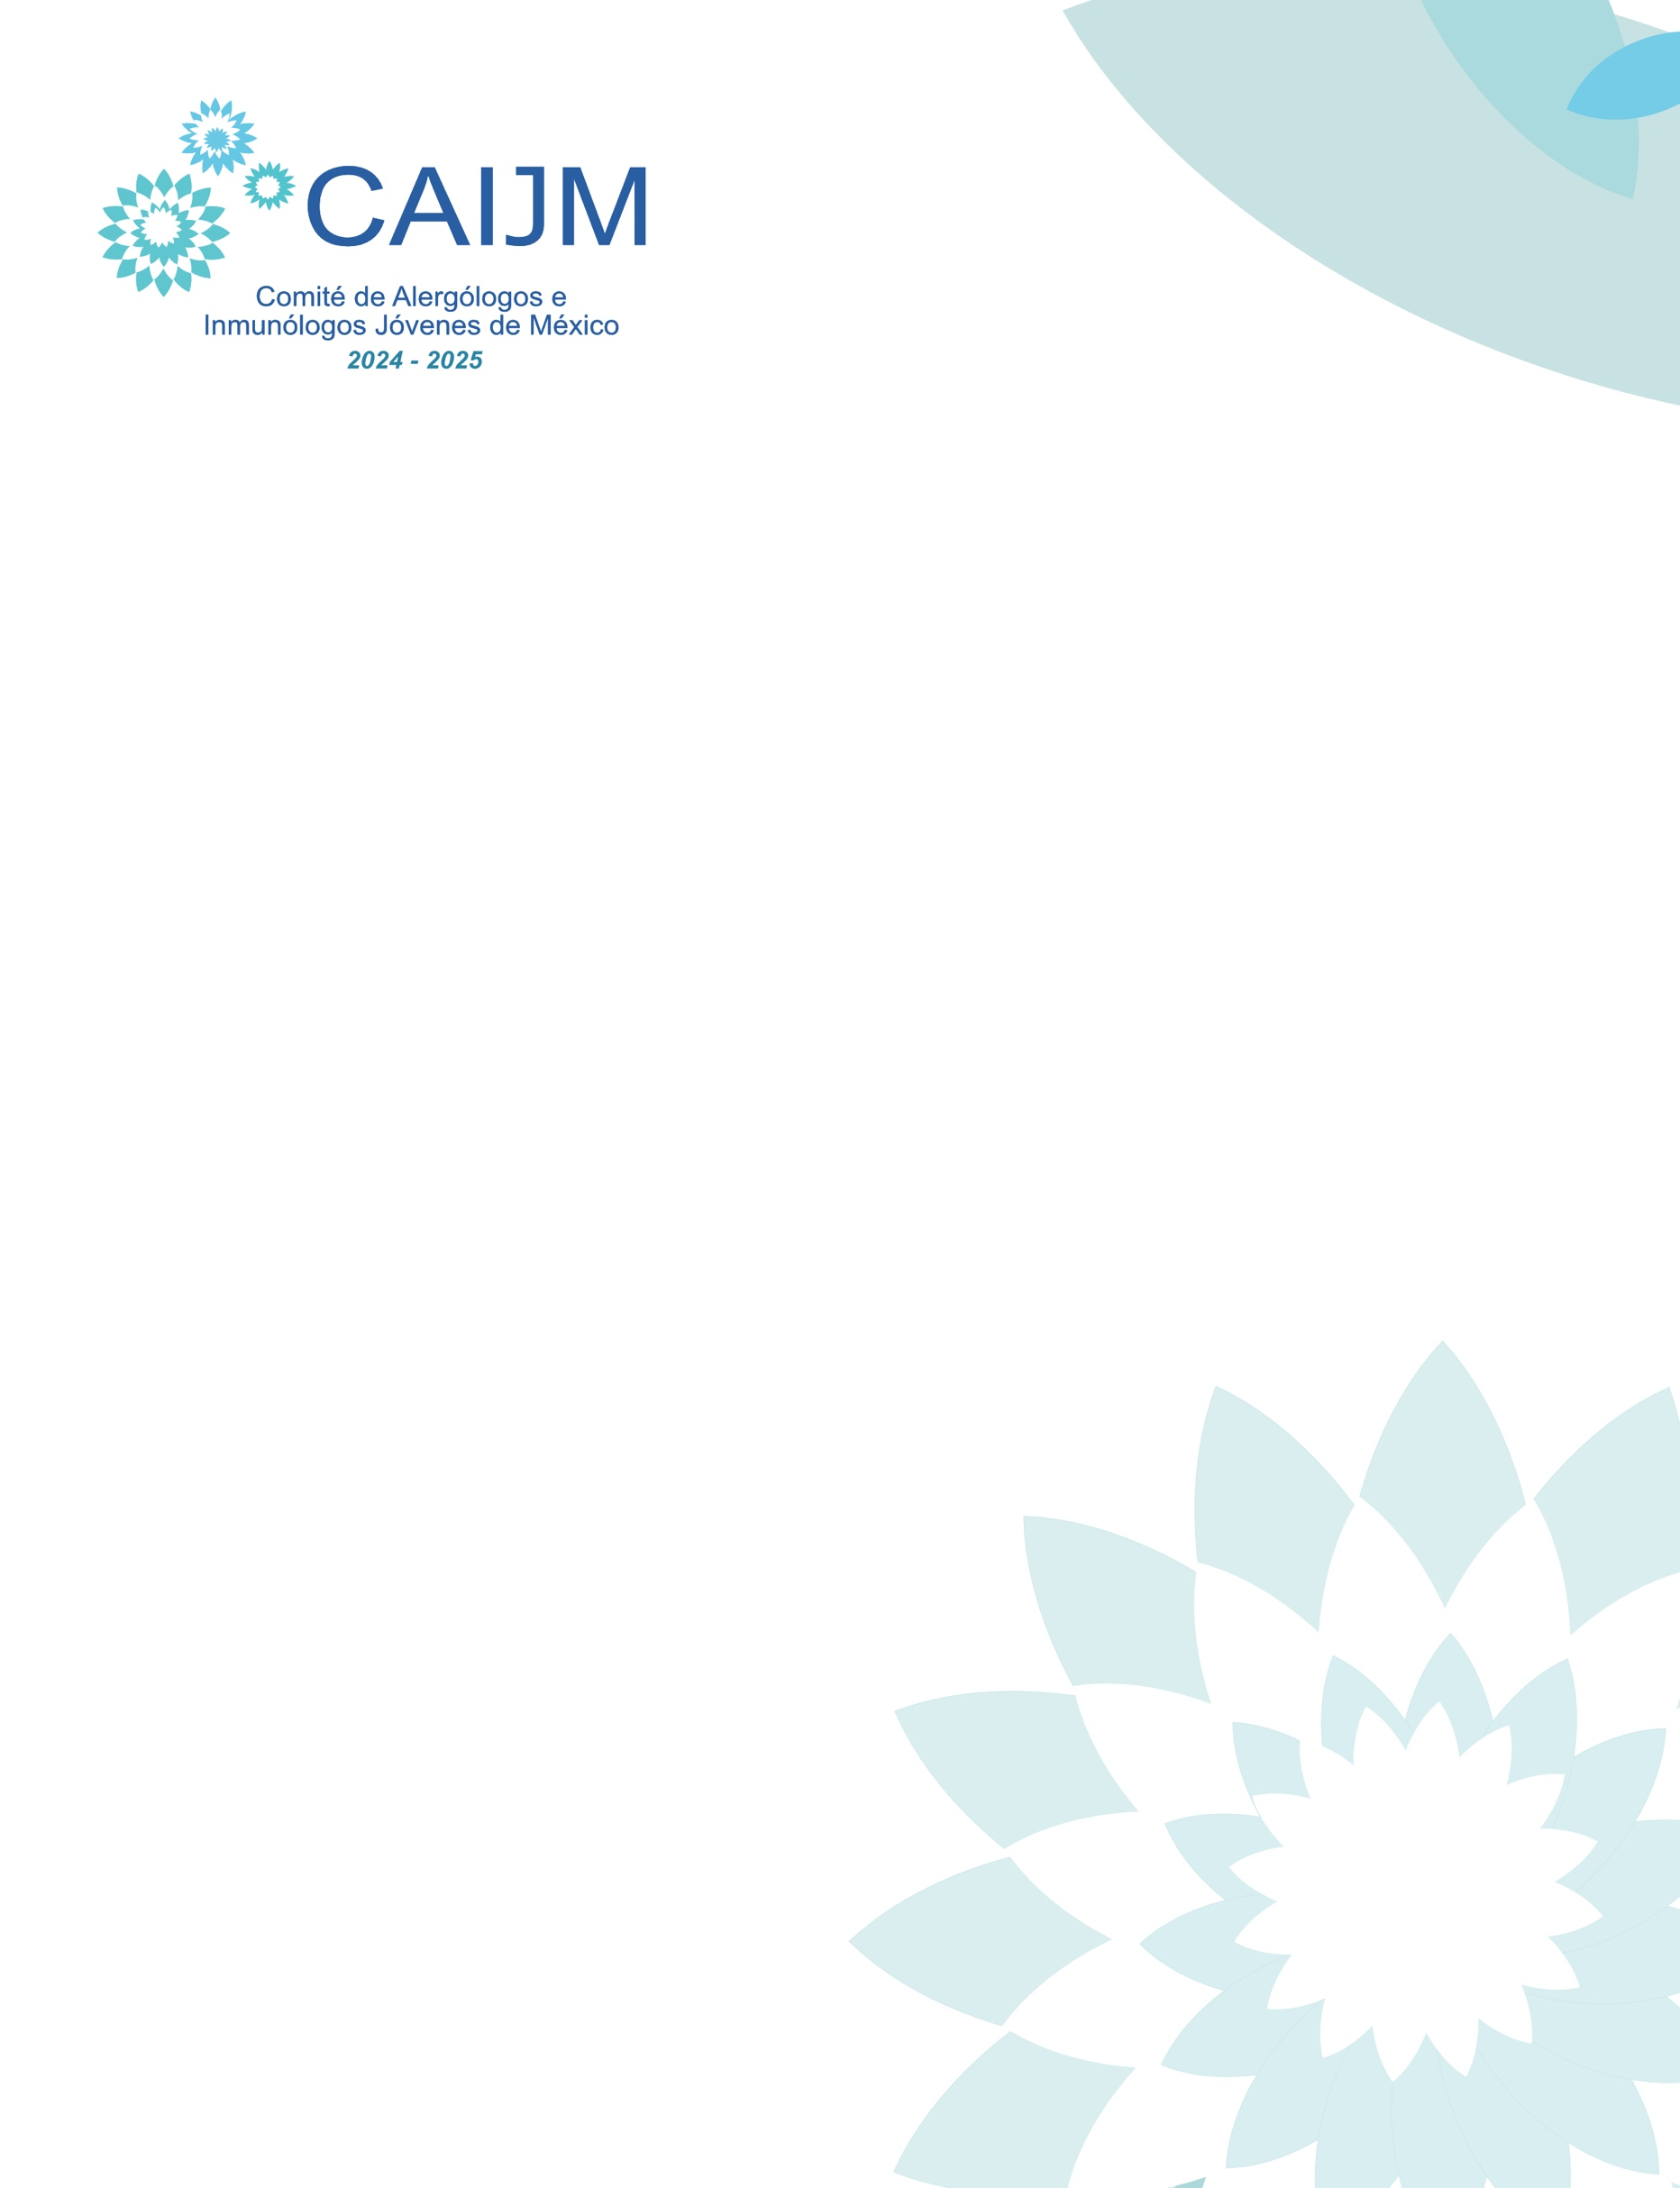 CAIJM
Comité de Alergólogos e
Inmunólogos Jóvenes de México
2024 - 2025